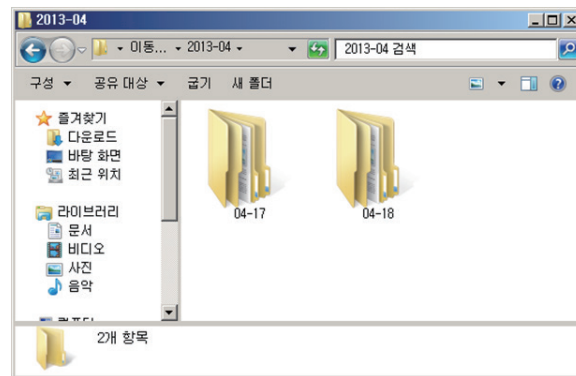 2013-04
이동... 2013-04 2013-04 검색
구성 공유 대상 굽기 새 폴더
즐겨찾기
다운로드
바탕 화면
최근 위치
라이브러리
문서
비디오
사진
음악
04-17 04-18
2개 항목